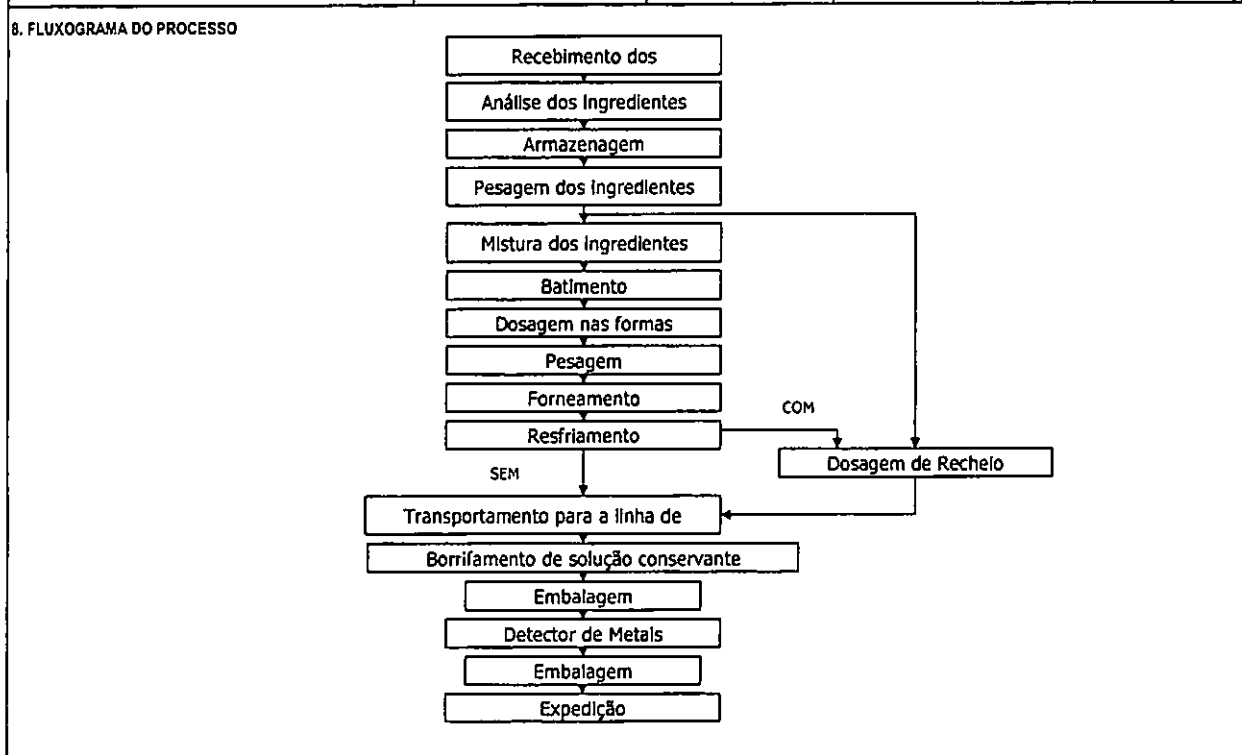 8. FLUXOGRAMA DO PROCESSO
Recebimento dos
Análise dos Ingredientes
Armazenagem
Pesagem dos ingredientes
Mistura dos ingredientes
Batimento
Dosagem nas formas
Pesagem
Forneamento
COM
Resfriamento
Dosagem de Recheio
SEM
Transportamento para a linha de
Borrifamento de solução conservante
Embalagem
Detector de Metais
Embalagem
Expedição